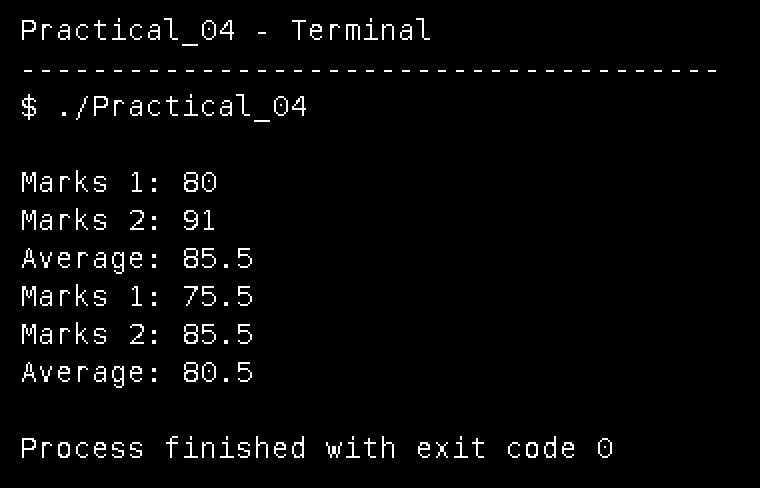 Practical_04 - Terminal
---------------------------------------
$ ./Practical_04
Marks 1: 80
Marks 2: 91
Average: 85.5
Marks 1: 75.5
Marks 2: 85.5
Average: 80.5
Process finished with exit code 0